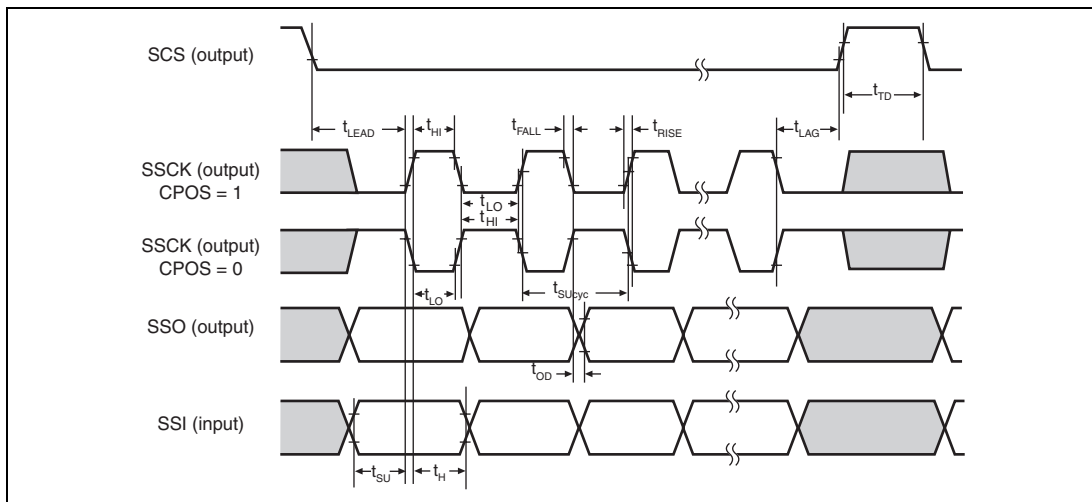 SCS (output)
tTD
tLEAD
tHI
tFALL
tRISE
tLAG
SSCK (output)
CPOS = 1
tLO
tHI
SSCK (output)
CPOS = 0
tLO
tSUcyc
SSO (output)
tOD
SSI (input)
tSU
tH